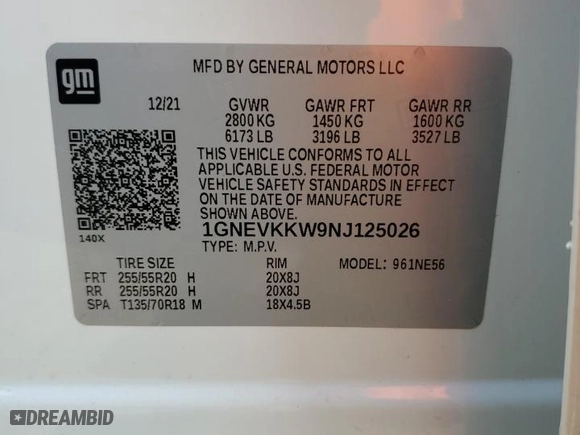 gm
MFD BY GENERAL MOTORS LLC
12/21 GVWR GAWR FRT GAWR RR
2800 KG 1450 KG 1600 KG
6173 LB 3196 LB 3527 LB
THIS VEHICLE CONFORMS TO ALL
APPLICABLE U.S. FEDERAL MOTOR
VEHICLE SAFETY STANDARDS IN EFFECT
ON THE DATE OF MANUFACTURE
SHOWN ABOVE.
140X 1GNEVKKW9NJ125026
TYPE: M.P.V.
TIRE SIZE RIM MODEL: 961NE56
FRT 255/55R20 H 20X8J
RR 255/55R20 H 20X8J
SPA T135/70R18 M 18X4.5B
DREAMBID